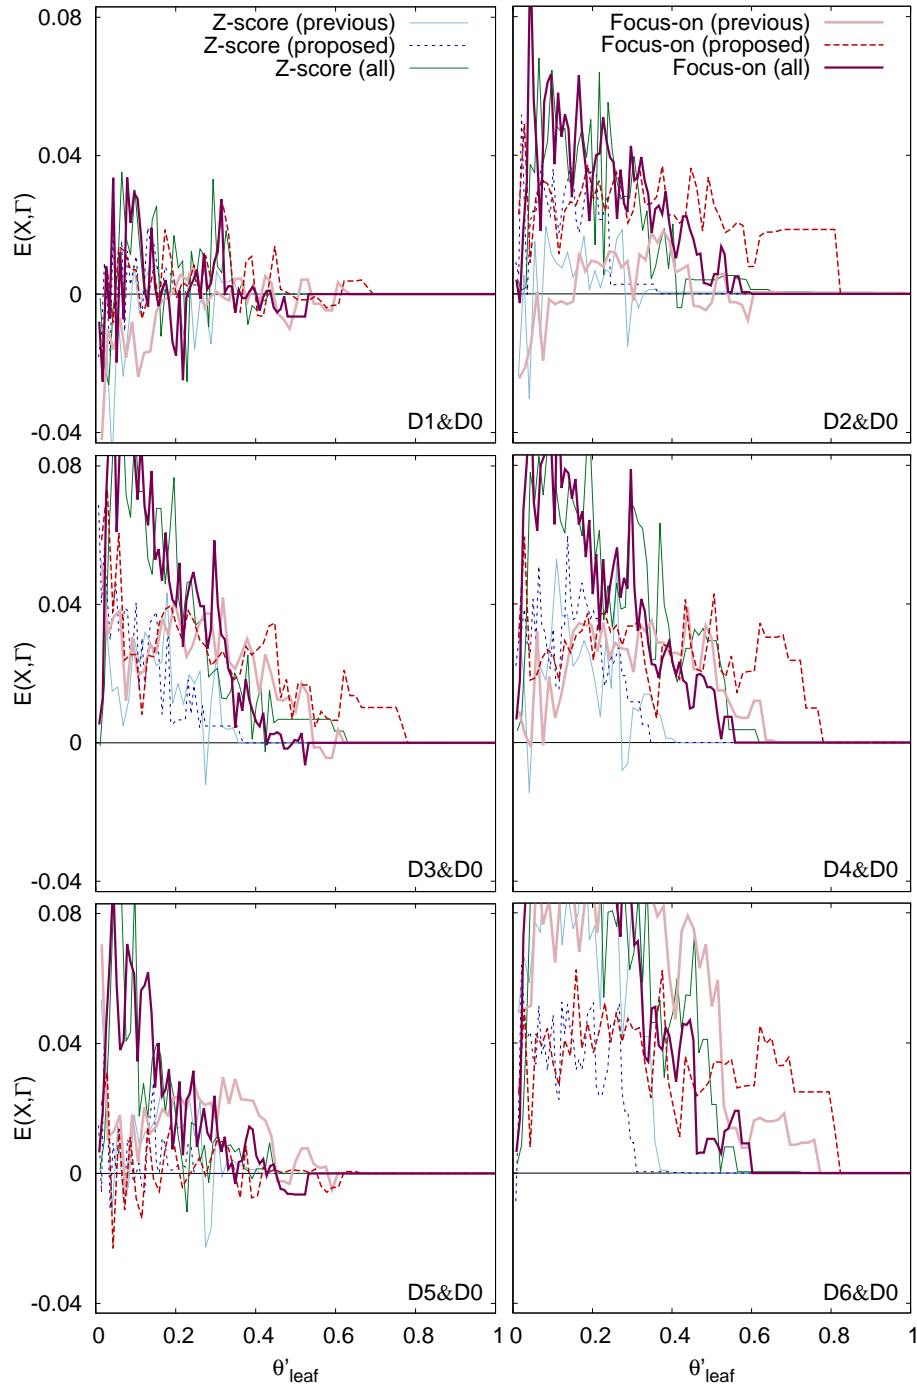 Z-score (previous)
Z-score (proposed)
Z-score (all)
Focus-on (previous)
Focus-on (proposed)
Focus-on (all)
0.08
0.04
0
-0.04
E(X,Γ)
D1&D0
D2&D0
0.08
0.04
0
-0.04
E(X,Γ)
D3&D0
D4&D0
0.08
0.04
0
-0.04
E(X,Γ)
D5&D0
D6&D0
0 0.2 0.4 0.6 0.8 1
0 0.2 0.4 0.6 0.8 1
θ'leaf
θ'leaf